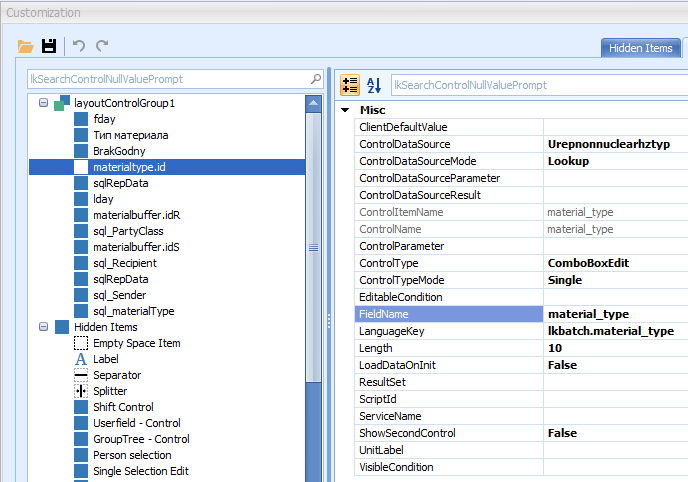 Customization
Hidden Items
lkSearchControlNullValuePrompt
layoutControlGroup1
fday
Тип материала
BrakGodny
materialtype.id
sqlRepData
lday
materialbuffer.idR
sql_PartyClass
materialbuffer.idS
sql_Recipient
sqlRepData
sql_Sender
sql_materialType
Hidden Items
Empty Space Item
Label
Separator
Splitter
Shift Control
Userfield - Control
GroupTree - Control
Person selection
Single Selection Edit
lkSearchControlNullValuePrompt
Misc
ClientDefaultValue
ControlDataSource Urepnonnuclearhztyp
ControlDataSourceMode Lookup
ControlDataSourceParameter
ControlDataSourceResult
ControlItemName material_type
ControlName material_type
ControlParameter
ControlType ComboBoxEdit
ControlTypeMode Single
EditableCondition
FieldName material_type
LanguageKey lkbatch.material_type
Length 10
LoadDataOnInit False
ResultSet
ScriptId
ServiceName
ShowSecondControl False
UnitLabel
VisibleCondition